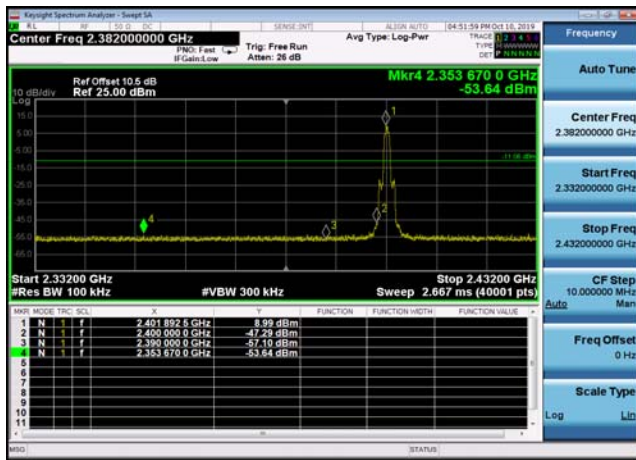 Keysight Spectrum Analyzer - Swept SA
RL RF 50 Ω DC SENSE:INT ALIGN AUTO 04:51:59 PM Oct 10, 2019
Center Freq 2.382000000 GHz
PNO: Fast
IFGain:Low
Trig: Free Run
Atten: 26 dB
Avg Type: Log-Pwr
TRACE 1 2 3 4 5 6
TYPE
DET P N N N N N
Frequency
Auto Tune
Center Freq
2.382000000 GHz
Start Freq
2.332000000 GHz
Stop Freq
2.432000000 GHz
CF Step
10.000000 MHz
Auto Man
Freq Offset
0 Hz
Scale Type
Log Lin
Ref Offset 10.5 dB
10 dB/div Ref 25.00 dBm
Log
Mkr4 2.353 670 0 GHz
-53.64 dBm
15.0
5.00
-5.00
-15.0
-25.0
-35.0
-45.0
-55.0
-65.0
1
2
3
4
Start 2.33200 GHz Stop 2.43200 GHz
#Res BW 100 kHz #VBW 300 kHz Sweep 2.667 ms (40001 pts)
MKR MODE TRC SCL X Y FUNCTION FUNCTION WIDTH FUNCTION VALUE
1 N 1 f 2.401 892 5 GHz 8.99 dBm
2 N 1 f 2.400 000 0 GHz -47.29 dBm
3 N 1 f 2.390 000 0 GHz -57.10 dBm
4 N 1 f 2.353 670 0 GHz -53.64 dBm
5
6
7
8
9
10
11
MSG STATUS